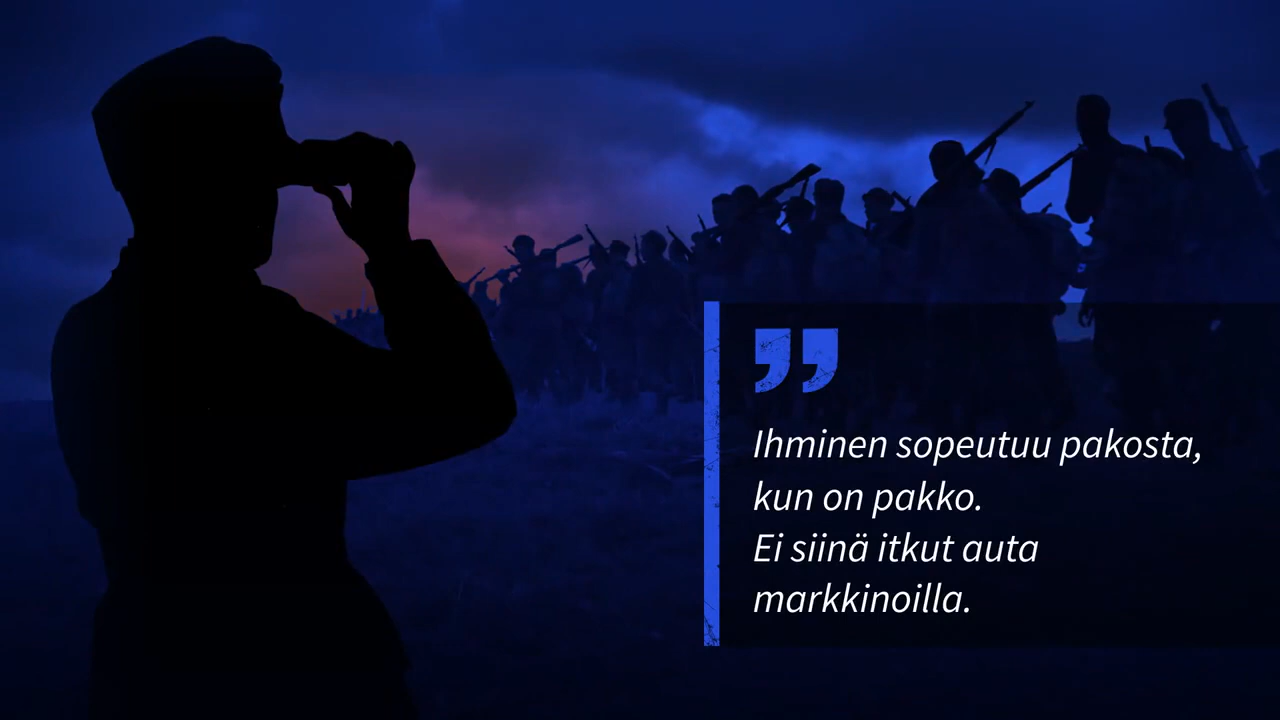 ”
Ihminen sopeutuu pakosta,
kun on pakko.
Ei siinä itkut auta
markkinoilla.